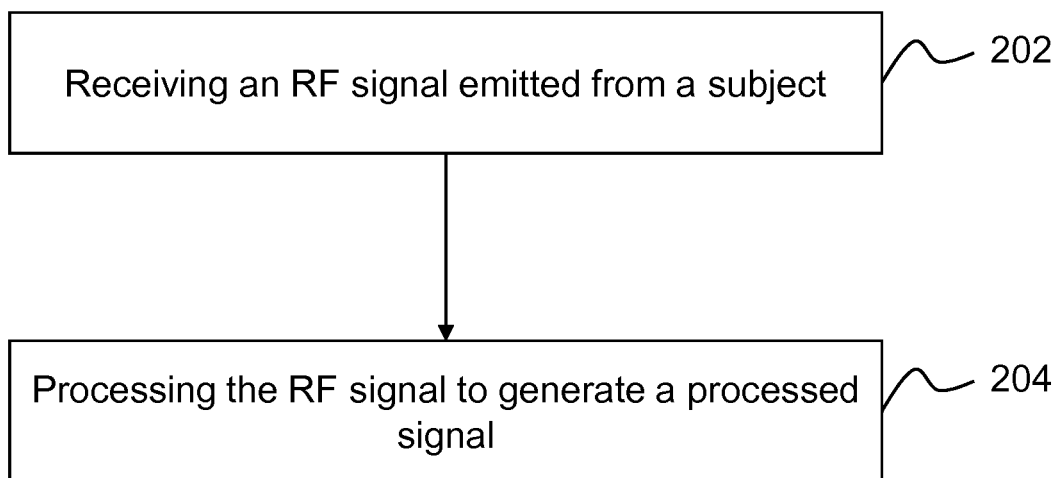 Receiving an RF signal emitted from a subject
202
Processing the RF signal to generate a processed
signal
204